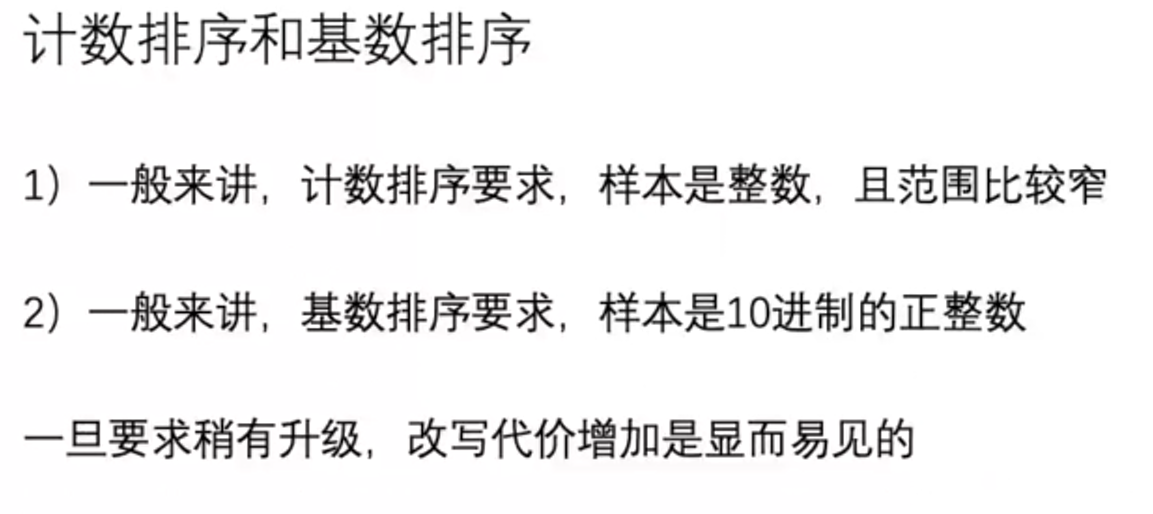 计数排序和基数排序
1）一般来讲，计数排序要求，样本是整数，且范围比较窄
2）一般来讲，基数排序要求，样本是10进制的正整数
一旦要求稍有升级，改写代价增加是显而易见的